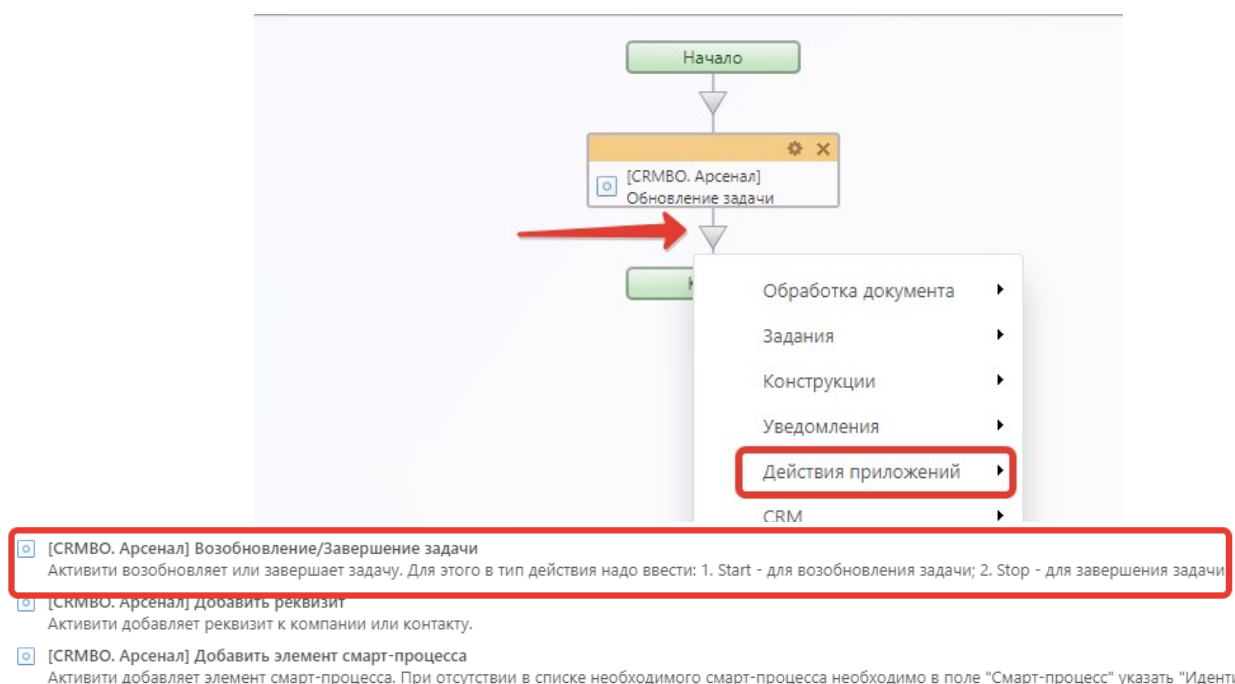 Начало
[CRMBO. Арсенал]
Обновление задачи
Обработка документа
Задания
Конструкции
Уведомления
Действия приложений
CRM
[CRMBO. Арсенал] Возобновление/Завершение задачи
Активити возобновляет или завершает задачу. Для этого в тип действия надо ввести: 1. Start - для возобновления задачи; 2. Stop - для завершения задачи
[CRMBO. Арсенал] Добавить реквизит
Активити добавляет реквизит к компании или контакту.
[CRMBO. Арсенал] Добавить элемент смарт-процесса
Активити добавляет элемент смарт-процесса. При отсутствии в списке необходимого смарт-процесса необходимо в поле "Смарт-процесс" указать "Иденти